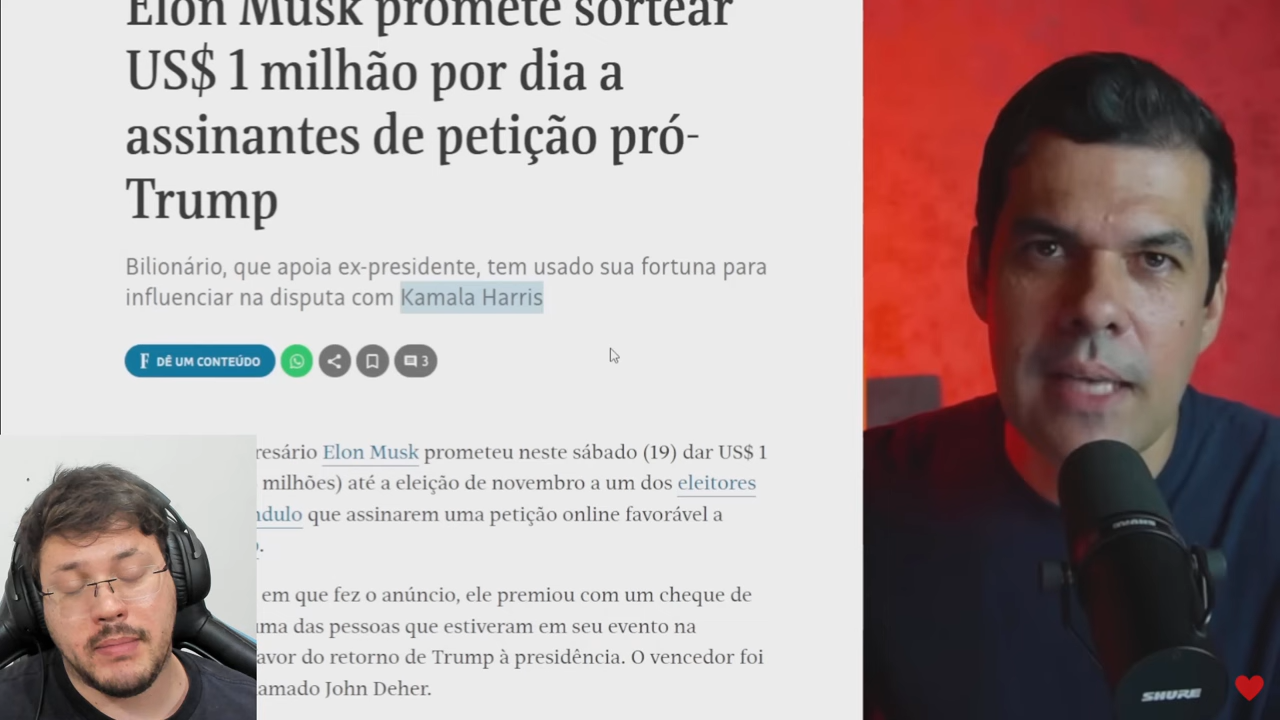 Elon Musk promete sortear
US$ 1 milhão por dia a
assinantes de petição pró-
Trump
Bilionário, que apoia ex-presidente, tem usado sua fortuna para
influenciar na disputa com Kamala Harris
F DÊ UM CONTEÚDO
3
resário Elon Musk prometeu neste sábado (19) dar US$ 1
milhões) até a eleição de novembro a um dos eleitores
ndulo que assinarem uma petição online favorável a
em que fez o anúncio, ele premiou com um cheque de
uma das pessoas que estiveram em seu evento na
avor do retorno de Trump à presidência. O vencedor foi
amado John Deher.
SHURE